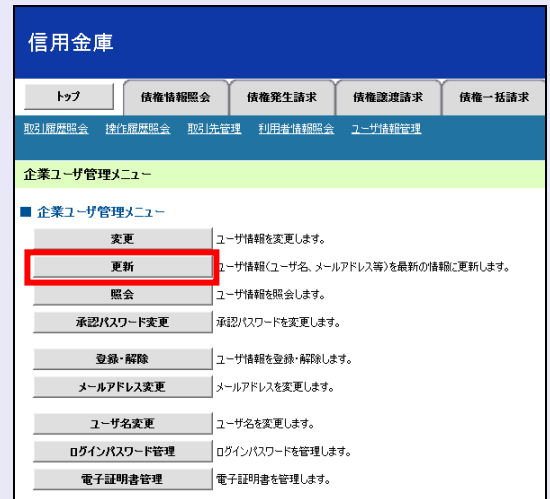 信用金庫
トップ 債権情報照会 債権発生請求 債権譲渡請求 債権一括請求
取引履歴照会 操作履歴照会 取引先管理 利用者情報照会 ユーザ情報管理
企業ユーザ管理メニュー
■ 企業ユーザ管理メニュー
変更 ユーザ情報を変更します。
更新 ユーザ情報(ユーザ名、メールアドレス等)を最新の情報に更新します。
照会 ユーザ情報を照会します。
承認パスワード変更 承認パスワードを変更します。
登録・解除 ユーザ情報を登録・解除します。
メールアドレス変更 メールアドレスを変更します。
ユーザ名変更 ユーザ名を変更します。
ログインパスワード管理 ログインパスワードを管理します。
電子証明書管理 電子証明書を管理します。